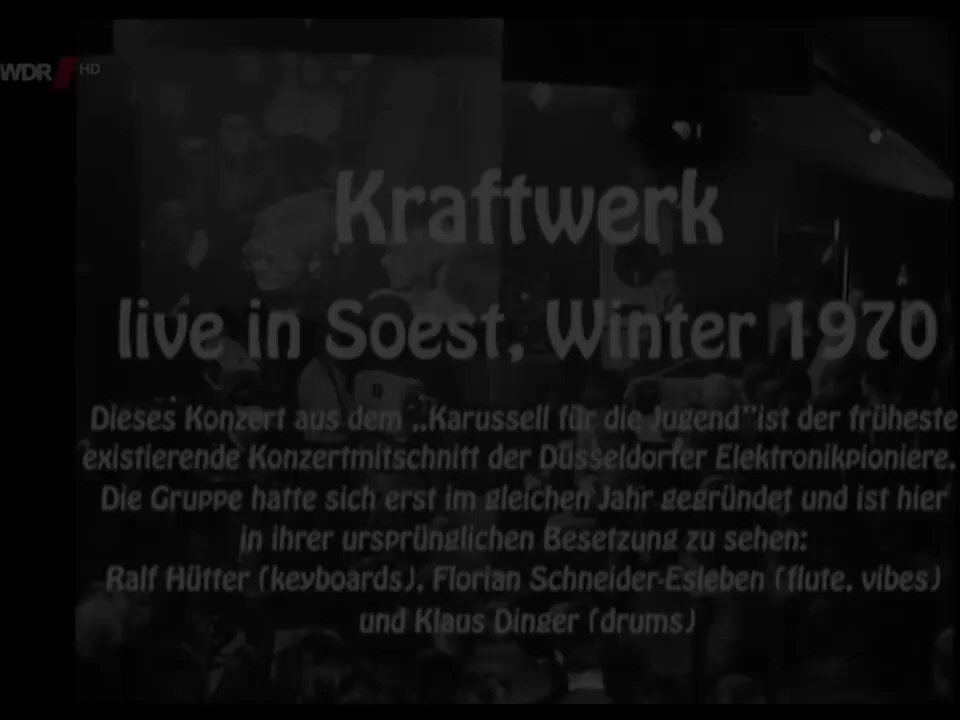 WDR HD
Kraftwerk
live in Soest, Winter 1970
Dieses Konzert aus dem „Karussell für die Jugend"ist der früheste
existierende Konzertmitschnitt der Düsseldorfer Elektronikpioniere.
Die Gruppe hatte sich erst im gleichen Jahr gegründet und ist hier
in ihrer ursprünglichen Besetzung zu sehen:
Ralf Hütter (keyboards), Florian Schneider-Esleben (flute, vibes)
und Klaus Dinger (drums)